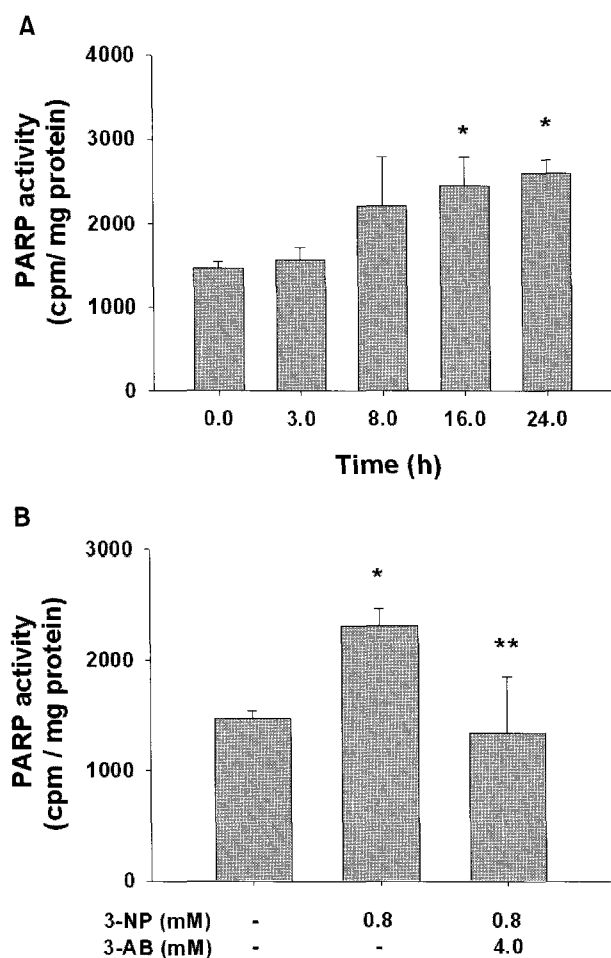 A
4000
3000
2000
1000
0
PARP activity
(cpm/ mg protein)
* *
0.0 3.0 8.0 16.0 24.0
Time (h)
B
3000
2000
1000
0
PARP activity
(cpm / mg protein)
*
**
3-NP (mM) - 0.8 0.8
3-AB (mM) - - 4.0